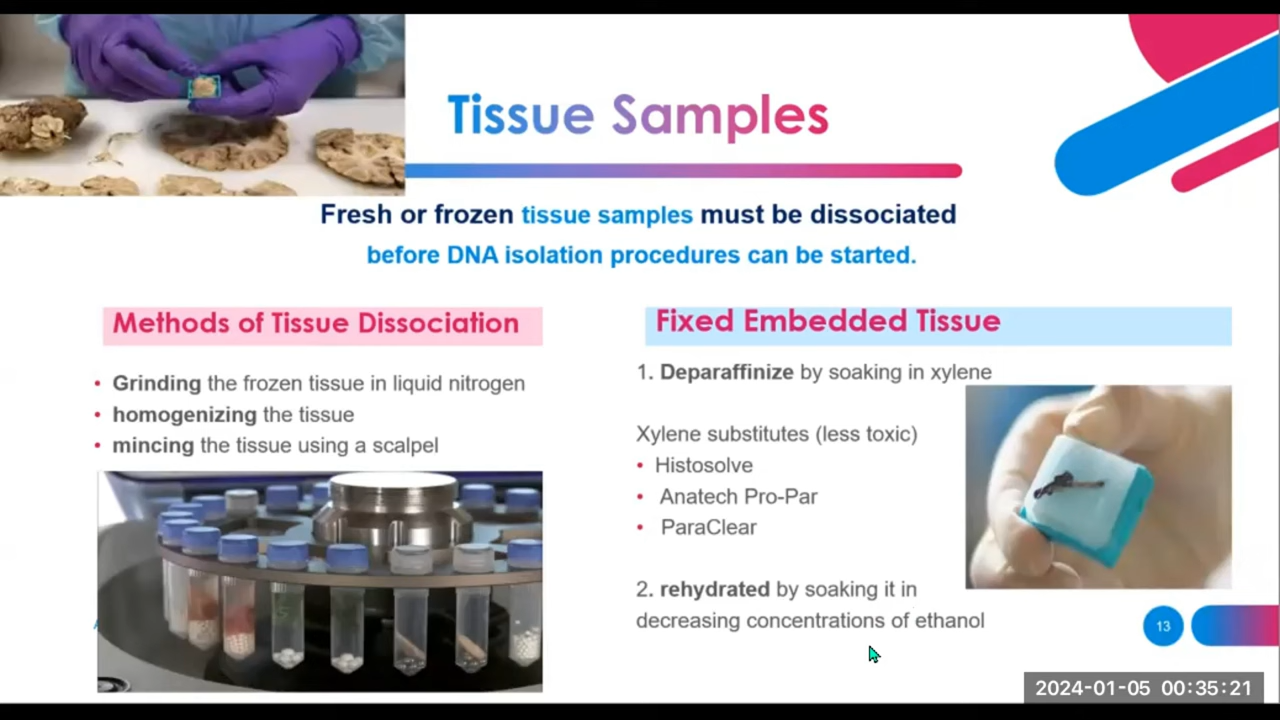 Tissue Samples
Fresh or frozen tissue samples must be dissociated
before DNA isolation procedures can be started.
Methods of Tissue Dissociation
• Grinding the frozen tissue in liquid nitrogen
• homogenizing the tissue
• mincing the tissue using a scalpel
Fixed Embedded Tissue
1. Deparaffinize by soaking in xylene
Xylene substitutes (less toxic)
• Histosolve
• Anatech Pro-Par
• ParaClear
2. rehydrated by soaking it in
decreasing concentrations of ethanol
13
2024-01-05 00:35:21